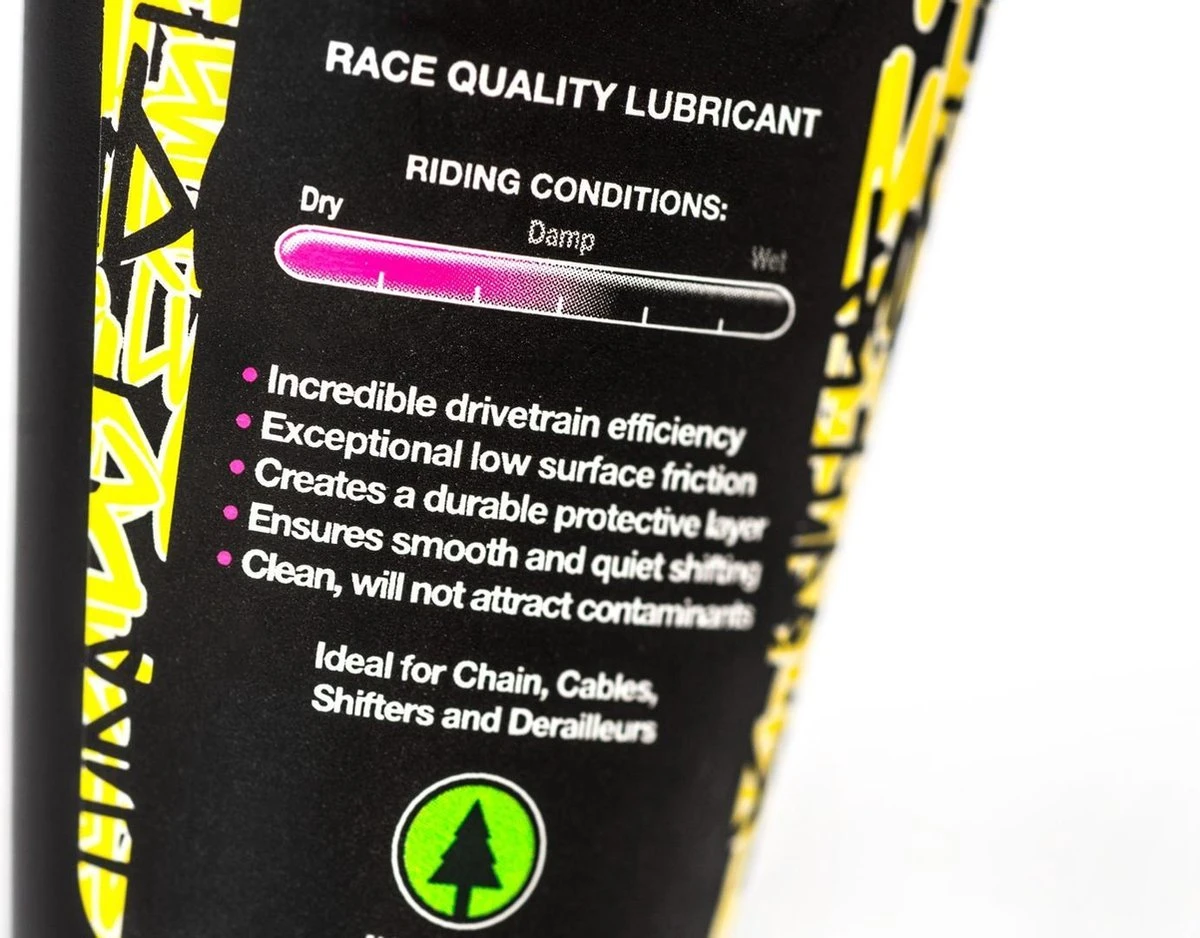 RACE QUALITY LUBRICANT
RIDING CONDITIONS:
Dry
Damp
Wet
• Incredible drivetrain efficiency
• Exceptional low surface friction
• Creates a durable protective layer
• Ensures smooth and quiet shifting
• Clean, will not attract contaminants
Ideal for Chain, Cables,
Shifters and Derailleurs